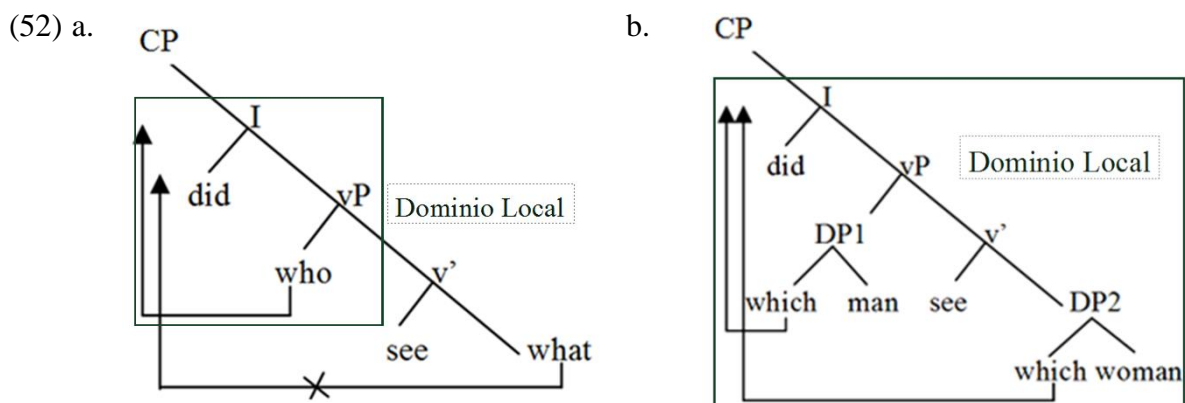 (52) a.
CP
I
did
vP
Dominio Local
who
v’
see
what
b.
CP
I
did
vP
Dominio Local
DP1
v’
which man see
DP2
which woman